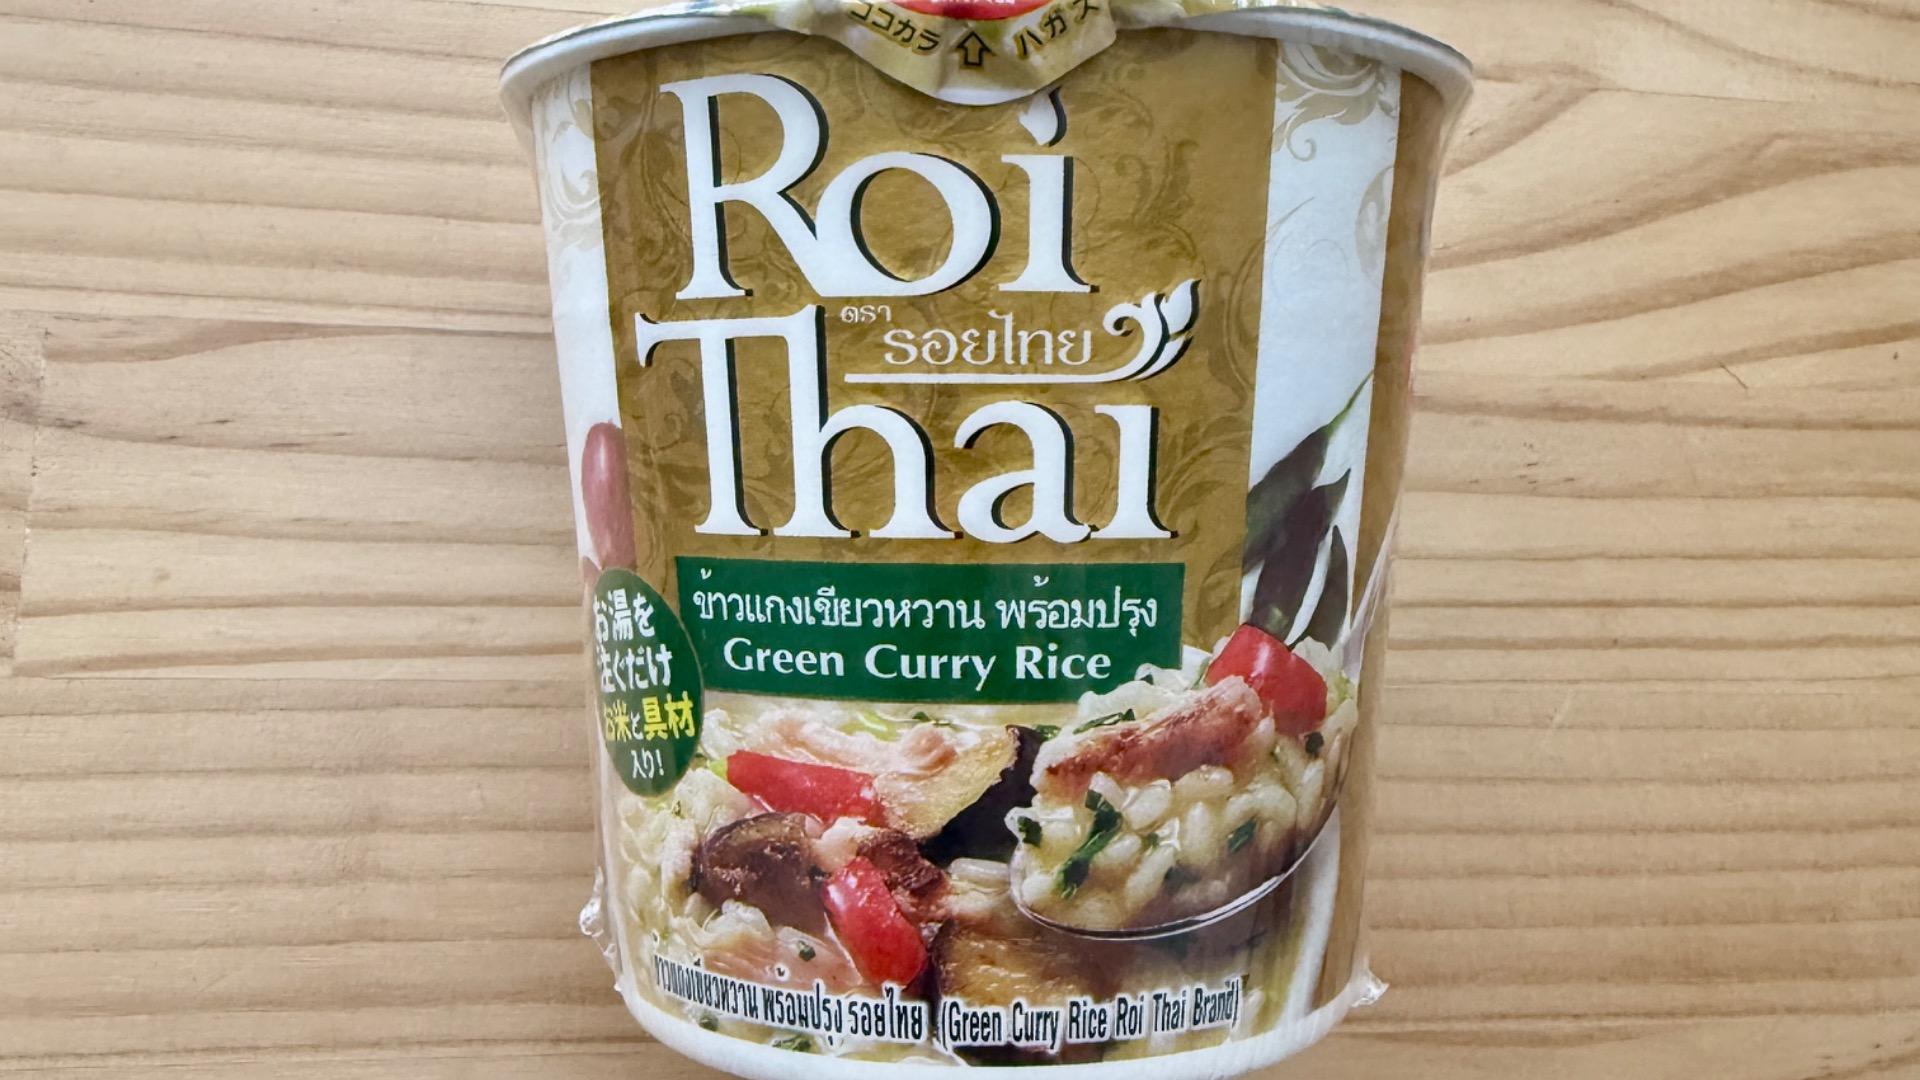 ココカラ ハガス
Roi
ตรา
รอยไทย
Thai
ข้าวแกงเขียวหวาน พร้อมปรุง
Green Curry Rice
お湯を
注ぐだけ
お米と具材
入り!
ข้าวแกงเขียวหวาน พร้อมปรุง รอยไทย (Green Curry Rice Roi Thai Brand)